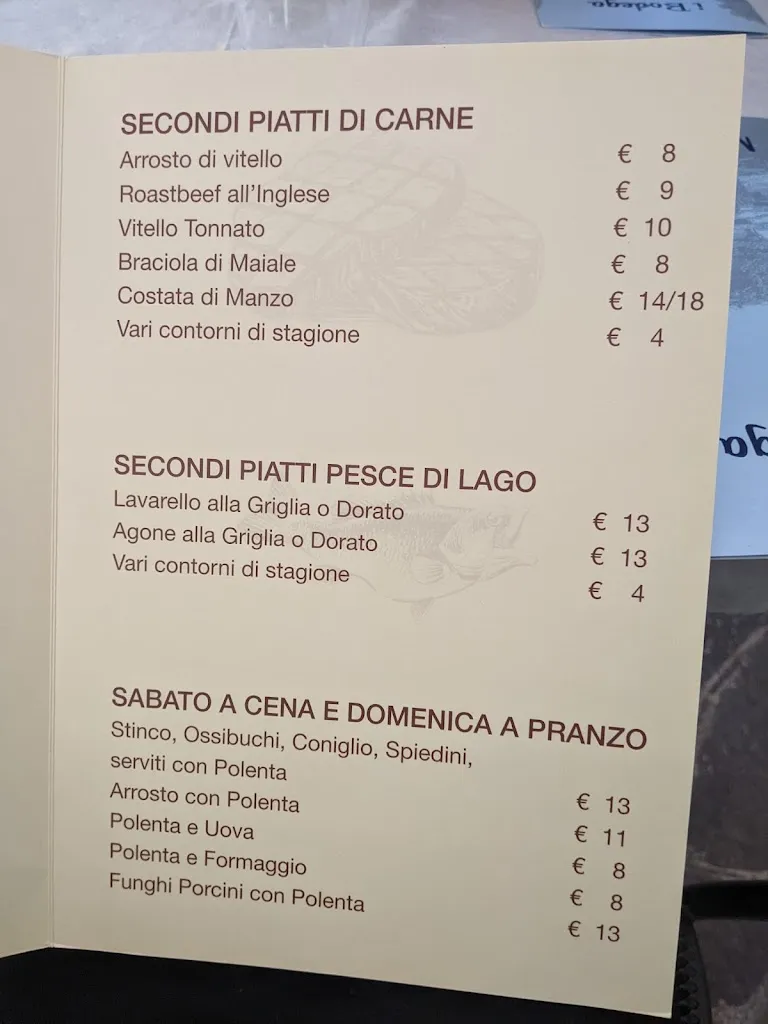 i Bodega
SECONDI PIATTI DI CARNE
Arrosto di vitello € 8
Roastbeef all'Inglese € 9
Vitello Tonnato € 10
Braciola di Maiale € 8
Costata di Manzo € 14/18
Vari contorni di stagione € 4
SECONDI PIATTI PESCE DI LAGO
Lavarello alla Griglia o Dorato € 13
Agone alla Griglia o Dorato € 13
Vari contorni di stagione € 4
SABATO A CENA E DOMENICA A PRANZO
Stinco, Ossibuchi, Coniglio, Spiedini,
serviti con Polenta € 13
Arrosto con Polenta € 11
Polenta e Uova € 8
Polenta e Formaggio € 8
Funghi Porcini con Polenta € 13